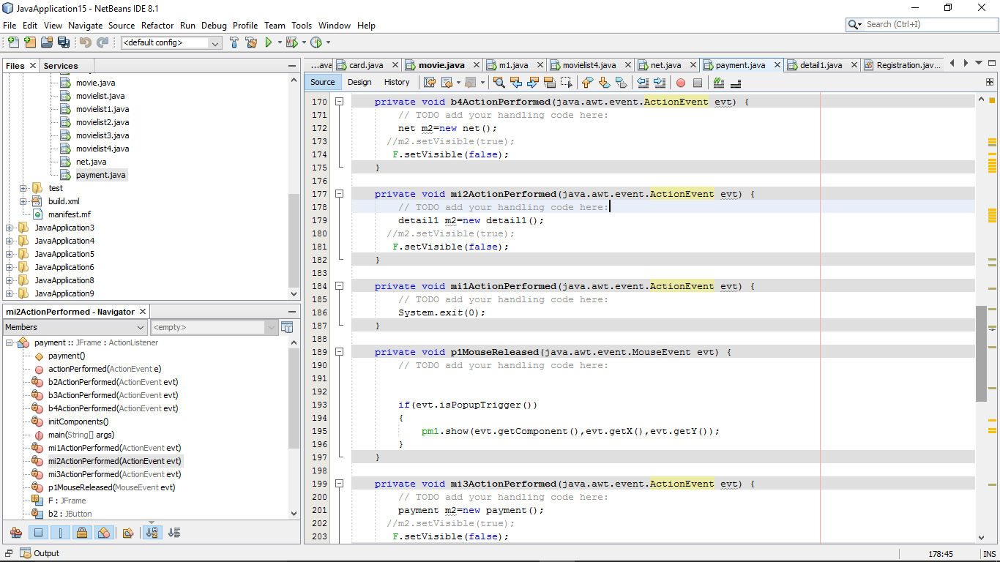 JavaApplication15 - NetBeans IDE 8.1
File Edit View Navigate Source Refactor Run Debug Profile Team Tools Window Help
Search (Ctrl+I)
<default config>
Files
Services
movie.java
movielist.java
movielist1.java
movielist2.java
movielist3.java
movielist4.java
net.java
payment.java
test
build.xml
manifest.mf
JavaApplication3
JavaApplication4
JavaApplication5
JavaApplication6
JavaApplication8
JavaApplication9
mi2ActionPerformed - Navigator
Members
<empty>
payment :: JFrame : ActionListener
payment()
actionPerformed(ActionEvent e)
b2ActionPerformed(ActionEvent evt)
b3ActionPerformed(ActionEvent evt)
b4ActionPerformed(ActionEvent evt)
initComponents()
main(String[] args)
mi1ActionPerformed(ActionEvent evt)
mi2ActionPerformed(ActionEvent evt)
mi3ActionPerformed(ActionEvent evt)
p1MouseReleased(MouseEvent evt)
F : JFrame
b2 : JButton
...ava card.java movie.java m1.java movielist4.java net.java payment.java detail1.java Registration.jav...
Source Design History
170 private void b4ActionPerformed(java.awt.event.ActionEvent evt) {
171 // TODO add your handling code here:
172 net m2=new net();
173 //m2.setVisible(true);
174 F.setVisible(false);
175 }
176
177 private void mi2ActionPerformed(java.awt.event.ActionEvent evt) {
178 // TODO add your handling code here:
179 detail1 m2=new detail1();
180 //m2.setVisible(true);
181 F.setVisible(false);
182 }
183
184 private void mi1ActionPerformed(java.awt.event.ActionEvent evt) {
185 // TODO add your handling code here:
186 System.exit(0);
187 }
188
189 private void p1MouseReleased(java.awt.event.MouseEvent evt) {
190 // TODO add your handling code here:
191
192
193 if(evt.isPopupTrigger())
194 {
195 pm1.show(evt.getComponent(),evt.getX(),evt.getY());
196 }
197 }
198
199 private void mi3ActionPerformed(java.awt.event.ActionEvent evt) {
200 // TODO add your handling code here:
201 payment m2=new payment();
202 //m2.setVisible(true);
203 F.setVisible(false);
Output
178:45
INS